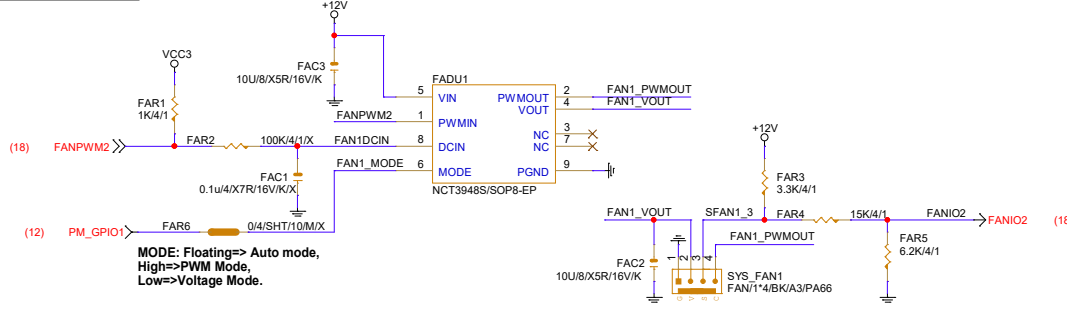 +12V
VCC3
FAC3
10U/8/X5R/16V/K
FADU1
FAR1
1K/4/1
5
VIN
PWMOUT
2
FAN1_PWMOUT
VOUT
4
FAN1_VOUT
FANPWM2
1
PWMIN
NC
3
+12V
(18)
FANPWM2
FAR2
100K/4/1/X
FAN1DCIN
8
DCIN
NC
7
FAC1
0.1u/4/X7R/16V/K/X
FAN1_MODE
6
MODE
PGND
9
NCT3948S/SOP8-EP
FAR3
3.3K/4/1
(12)
PM_GPIO1
FAR6
0/4/SHT/10/M/X
FAN1_VOUT
SFAN1_3
FAR4
15K/4/1
FANIO2
FANIO2
(18
MODE: Floating=> Auto mode,
High=>PWM Mode,
Low=>Voltage Mode.
FAN1_PWMOUT
FAR5
6.2K/4/1
FAC2
10U/8/X5R/16V/K
1
2
3
4
G
V
S
C
SYS_FAN1
FAN/1*4/BK/A3/PA66